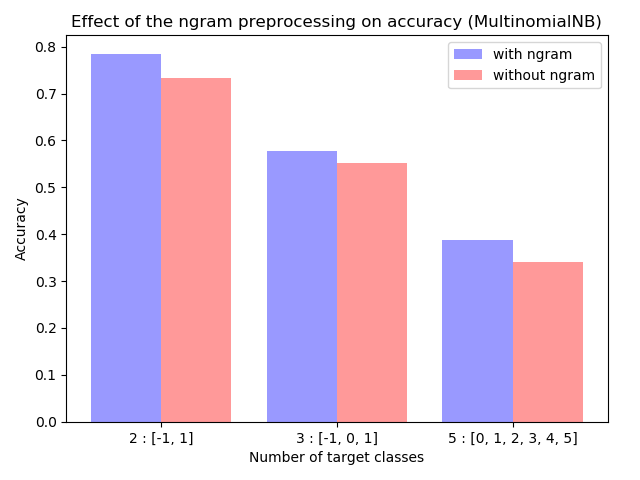 Effect of the ngram preprocessing on accuracy (MultinomialNB)
with ngram
without ngram
Accuracy
0.8
0.7
0.6
0.5
0.4
0.3
0.2
0.1
0.0
2 : [-1, 1]
3 : [-1, 0, 1]
5 : [0, 1, 2, 3, 4, 5]
Number of target classes